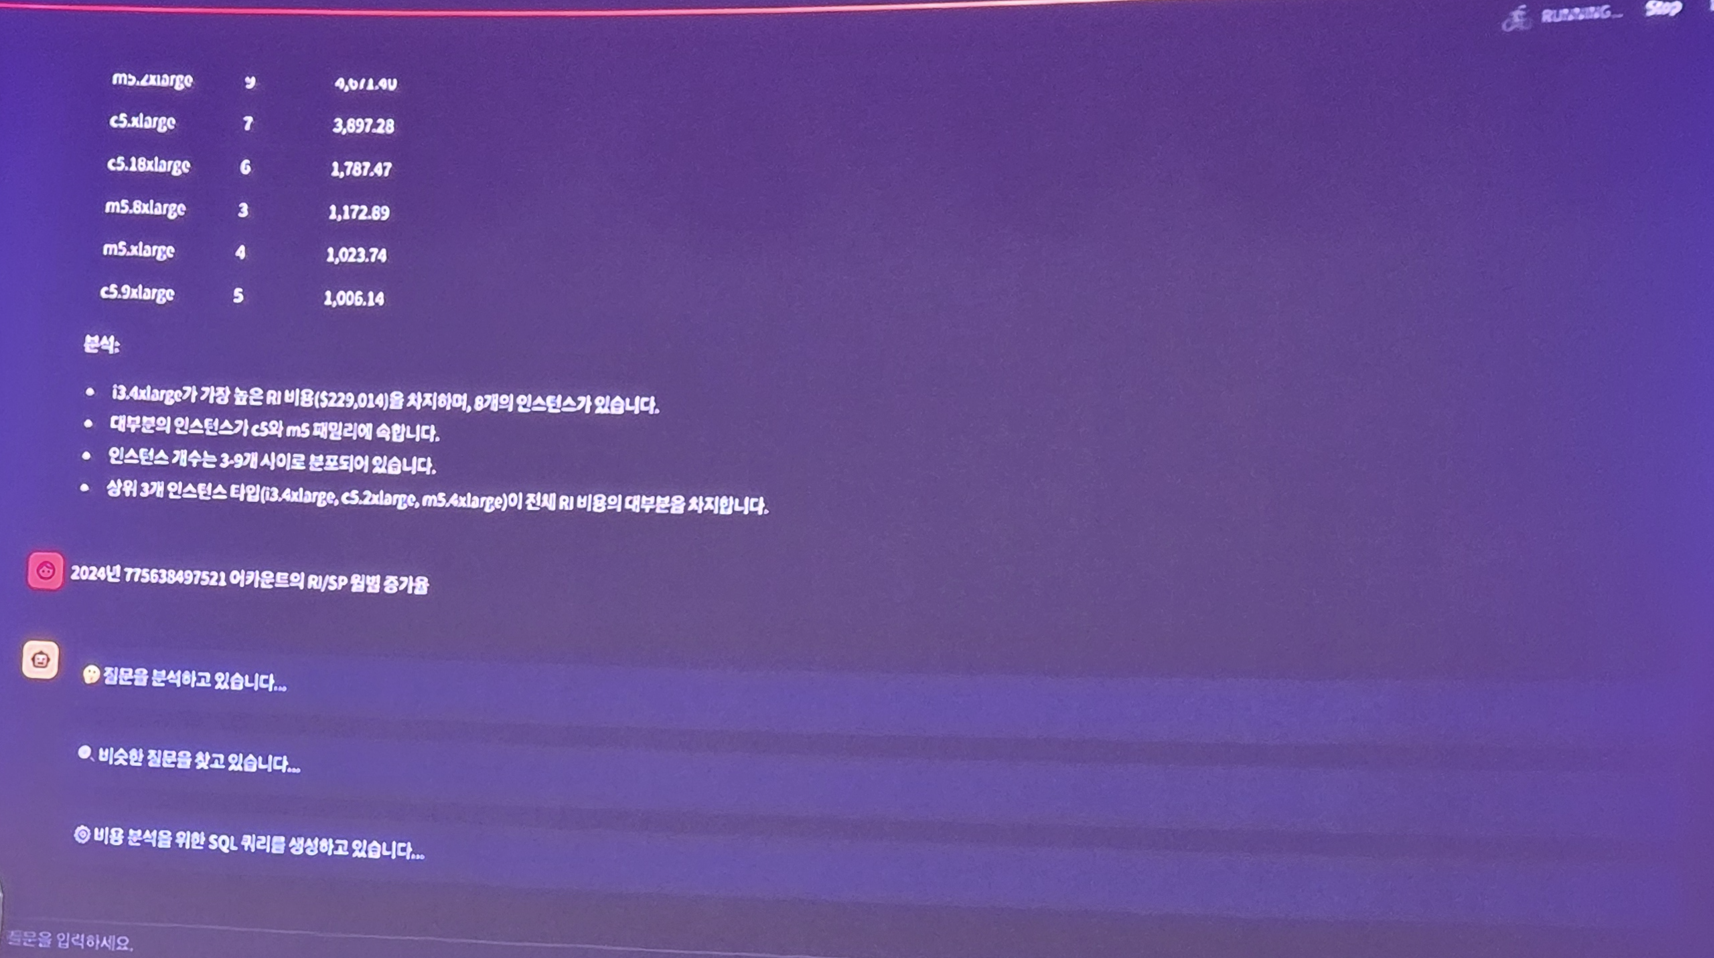 RUNNING... Stop
m5.2xlarge 9 4,671.40
c5.xlarge 7 3,897.28
c5.18xlarge 6 1,787.47
m5.8xlarge 3 1,172.89
m5.xlarge 4 1,023.74
c5.9xlarge 5 1,006.14
분석:
• i3.4xlarge가 가장 높은 RI 비용($229,014)을 차지하며, 8개의 인스턴스가 있습니다.
• 대부분의 인스턴스가 c5와 m5 패밀리에 속합니다.
• 인스턴스 개수는 3-9개 사이로 분포되어 있습니다.
• 상위 3개 인스턴스 타입(i3.4xlarge, c5.2xlarge, m5.4xlarge)이 전체 RI 비용의 대부분을 차지합니다.
2024년 775638497521 어카운트의 RI/SP 월별 증가율
🤔 질문을 분석하고 있습니다...
🔍 비슷한 질문을 찾고 있습니다...
⚙️ 비용 분석을 위한 SQL 쿼리를 생성하고 있습니다...
질문을 입력하세요.